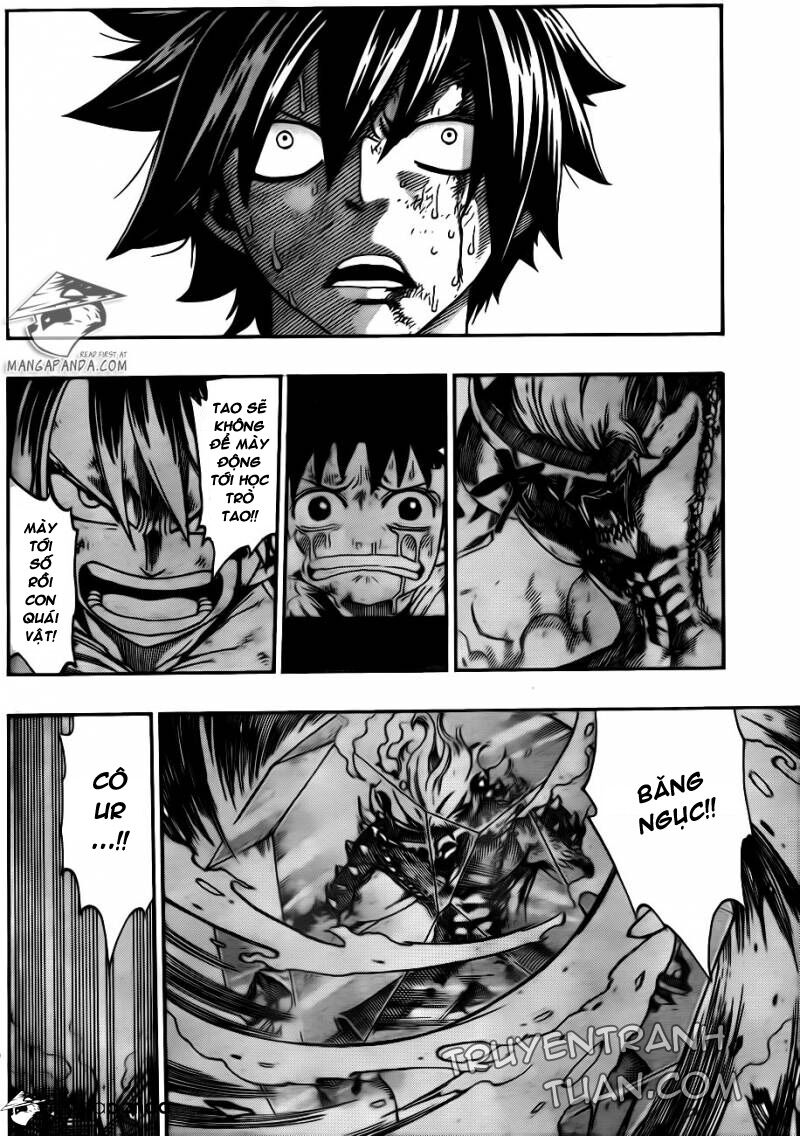 READ FIRST AT
MANGAPANDA.COM
TAO SẼ
KHÔNG
ĐỂ MÀY
ĐỘNG
TỚI HỌC
TRÒ
TAO!!
MÀY
TỚI
SỐ
RỒI
CON
QUÁI
VẬT!
CÔ
UR
...!!
BĂNG
NGỤC!!
TRUYENTRANH
TUAN.COM